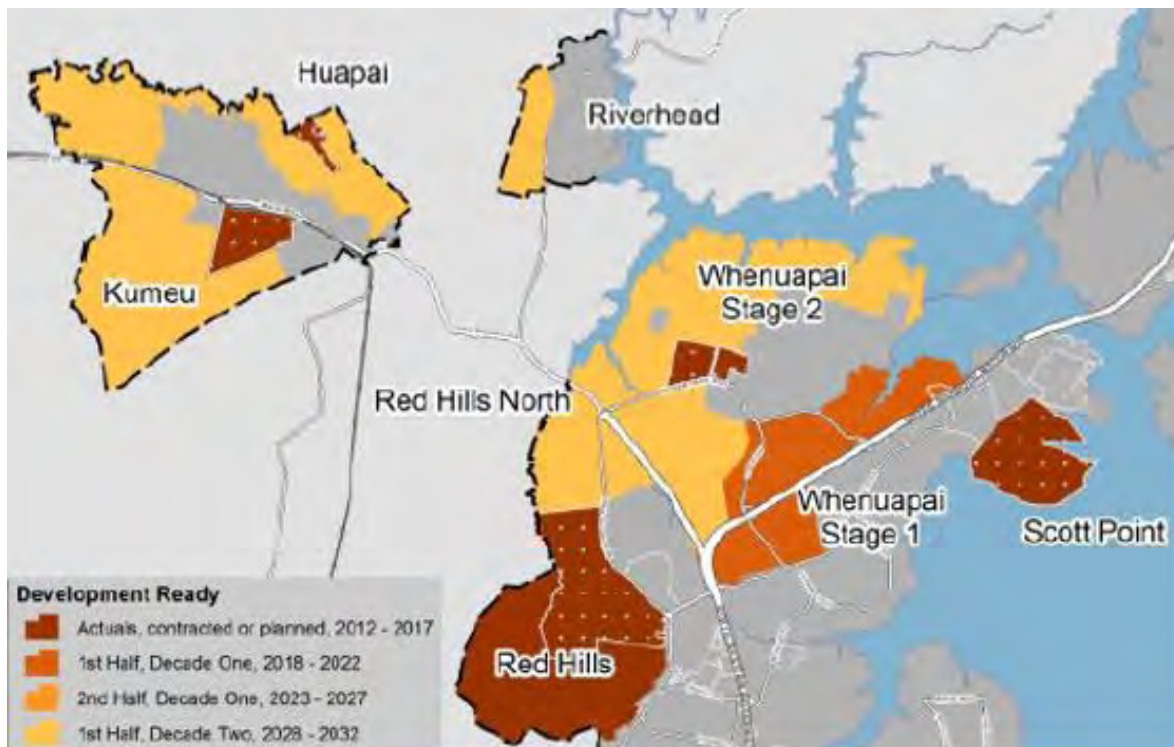 Huapai
Riverhead
Kumeu
Whenuapai
Stage 2
Red Hills North
Whenuapai
Stage 1
Scott Point
Red Hills
Development Ready
Actuals, contracted or planned, 2012 - 2017
1st Half, Decade One, 2018 - 2022
2nd Half, Decade One, 2023 - 2027
1st Half, Decade Two, 2028 - 2032